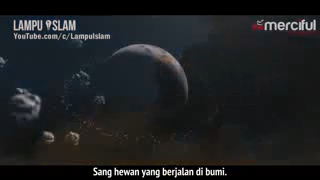 LAMPU ISLAM
YouTube.com/c/LampuIslam
merciful
Sang hewan yang berjalan di bumi.